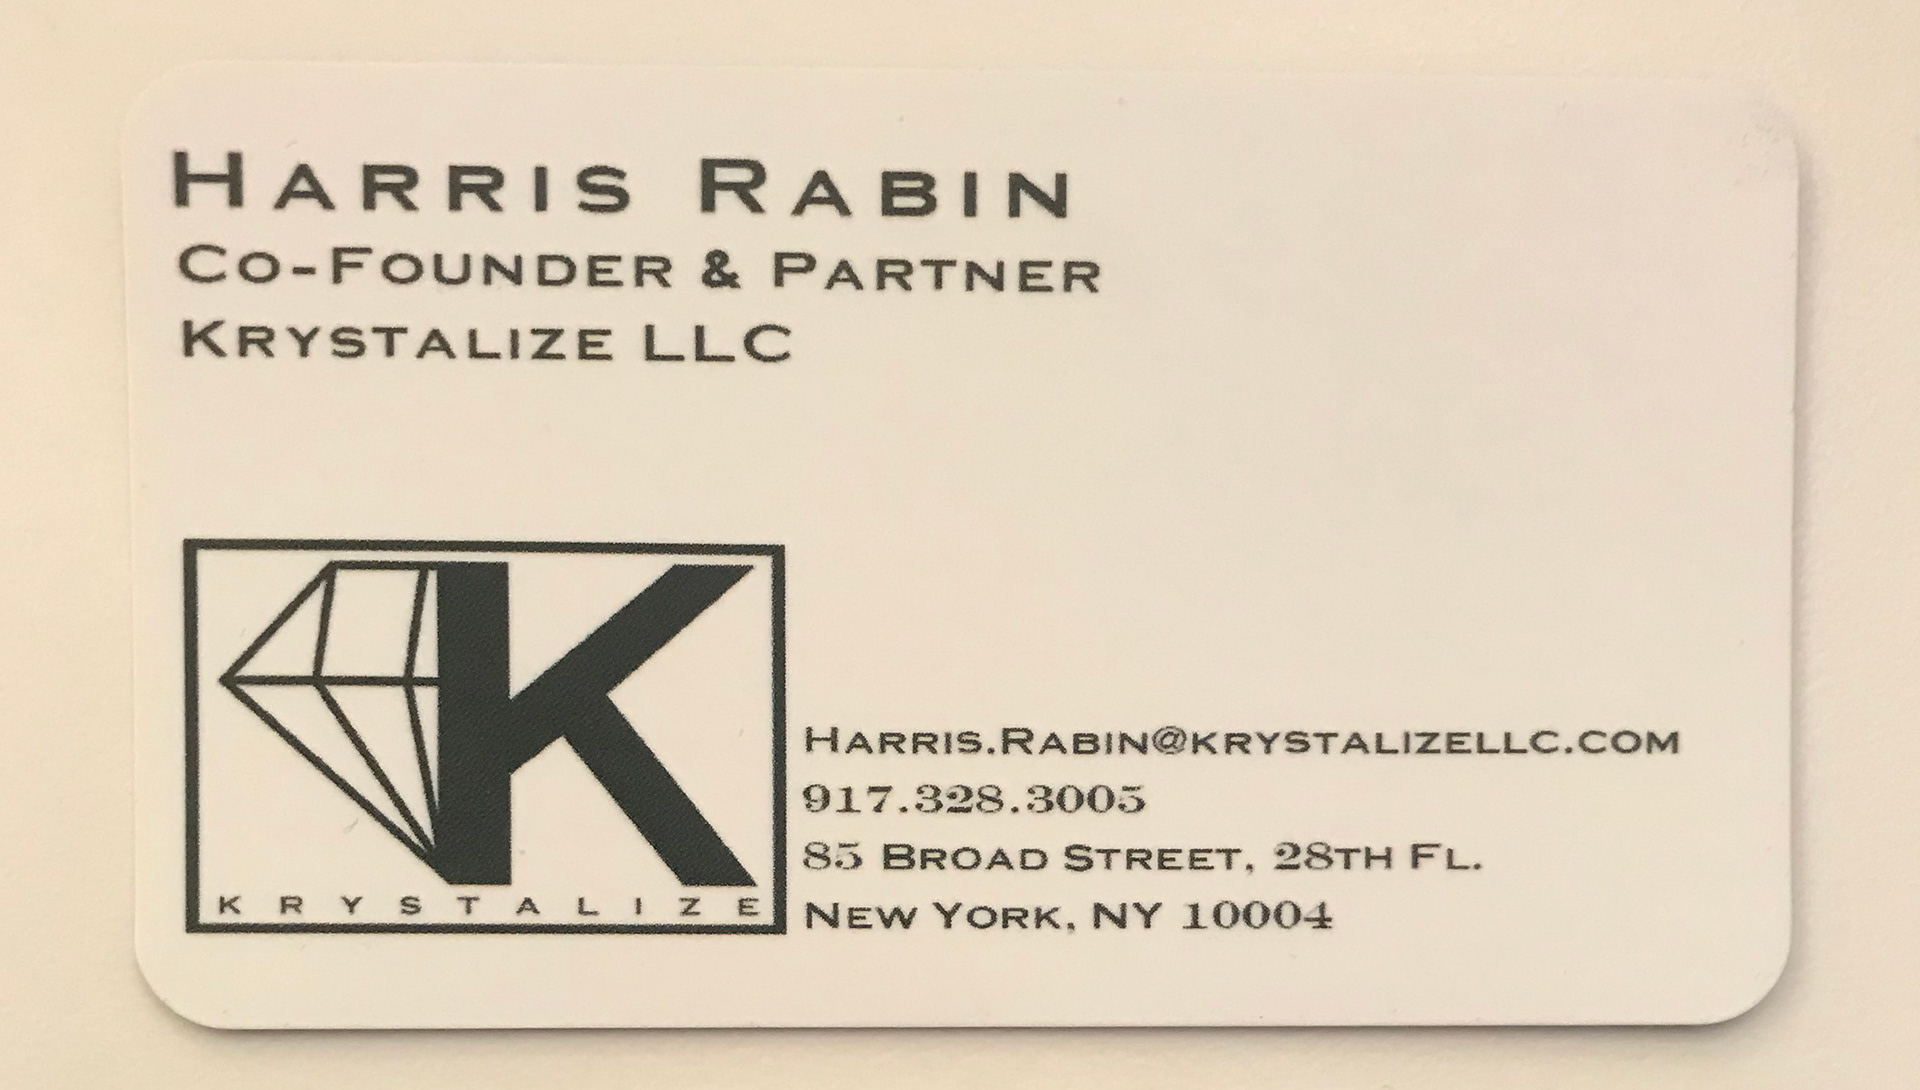 Harris Rabin
Co-Founder & Partner
Krystalize LLC
K
KRYSTALIZE
Harris.Rabin@krystalizellc.com
917.328.3005
85 Broad Street, 28th Fl.
New York, NY 10004